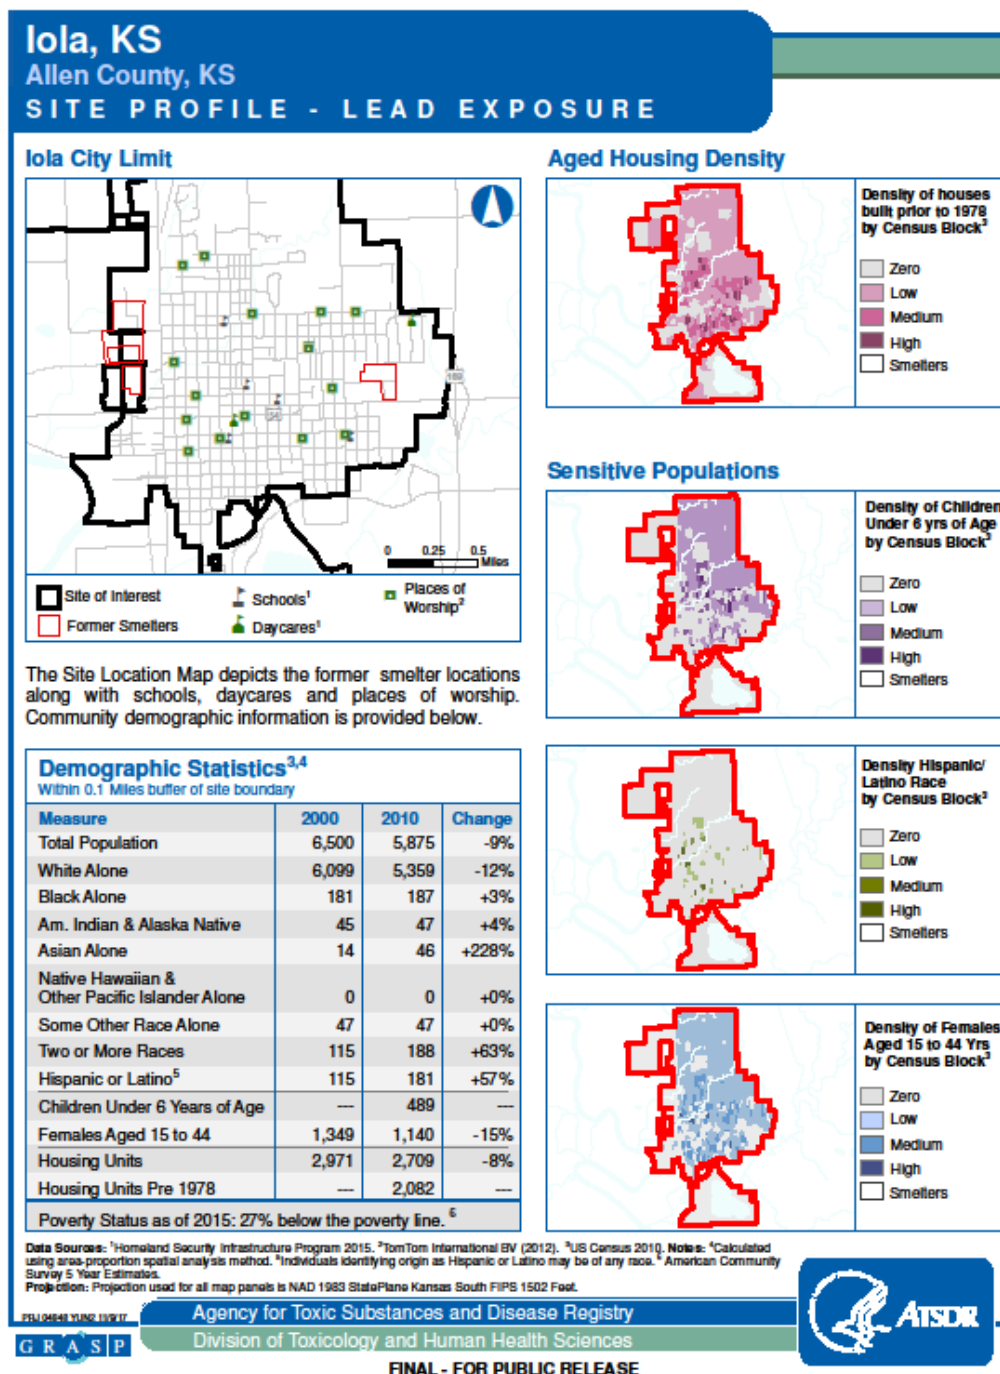 Iola, KS
Allen County, KS
SITE PROFILE - LEAD EXPOSURE
Iola City Limit
169
54
0 0.25 0.5
Miles
Site of Interest
Former Smelters
Schools¹
Daycares¹
Places of
Worship²
The Site Location Map depicts the former smelter locations
along with schools, daycares and places of worship.
Community demographic information is provided below.
Demographic Statistics³,⁴
Within 0.1 Miles buffer of site boundary
Measure 2000 2010 Change
Total Population 6,500 5,875 -9%
White Alone 6,099 5,359 -12%
Black Alone 181 187 +3%
Am. Indian & Alaska Native 45 47 +4%
Asian Alone 14 46 +228%
Native Hawaiian &
Other Pacific Islander Alone 0 0 +0%
Some Other Race Alone 47 47 +0%
Two or More Races 115 188 +63%
Hispanic or Latino⁵ 115 181 +57%
Children Under 6 Years of Age --- 489 ---
Females Aged 15 to 44 1,349 1,140 -15%
Housing Units 2,971 2,709 -8%
Housing Units Pre 1978 --- 2,082 ---
Poverty Status as of 2015: 27% below the poverty line. ⁶
Aged Housing Density
Density of houses
built prior to 1978
by Census Block³
Zero
Low
Medium
High
Smelters
Sensitive Populations
Density of Children
Under 6 yrs of Age
by Census Block³
Zero
Low
Medium
High
Smelters
Density Hispanic/
Latino Race
by Census Block³
Zero
Low
Medium
High
Smelters
Density of Females
Aged 15 to 44 Yrs
by Census Block³
Zero
Low
Medium
High
Smelters
Data Sources: ¹Homeland Security Infrastructure Program 2015. ²TomTom International BV (2012). ³US Census 2010. Notes: ⁴Calculated
using area-proportion spatial analysis method. ⁵Individuals identifying origin as Hispanic or Latino may be of any race. ⁶ American Community
Survey 5 Year Estimates.
Projection: Projection used for all map panels is NAD 1983 StatePlane Kansas South FIPS 1502 Feet.
GRASP
Agency for Toxic Substances and Disease Registry
Division of Toxicology and Human Health Sciences
ATSDR
FINAL - FOR PUBLIC RELEASE